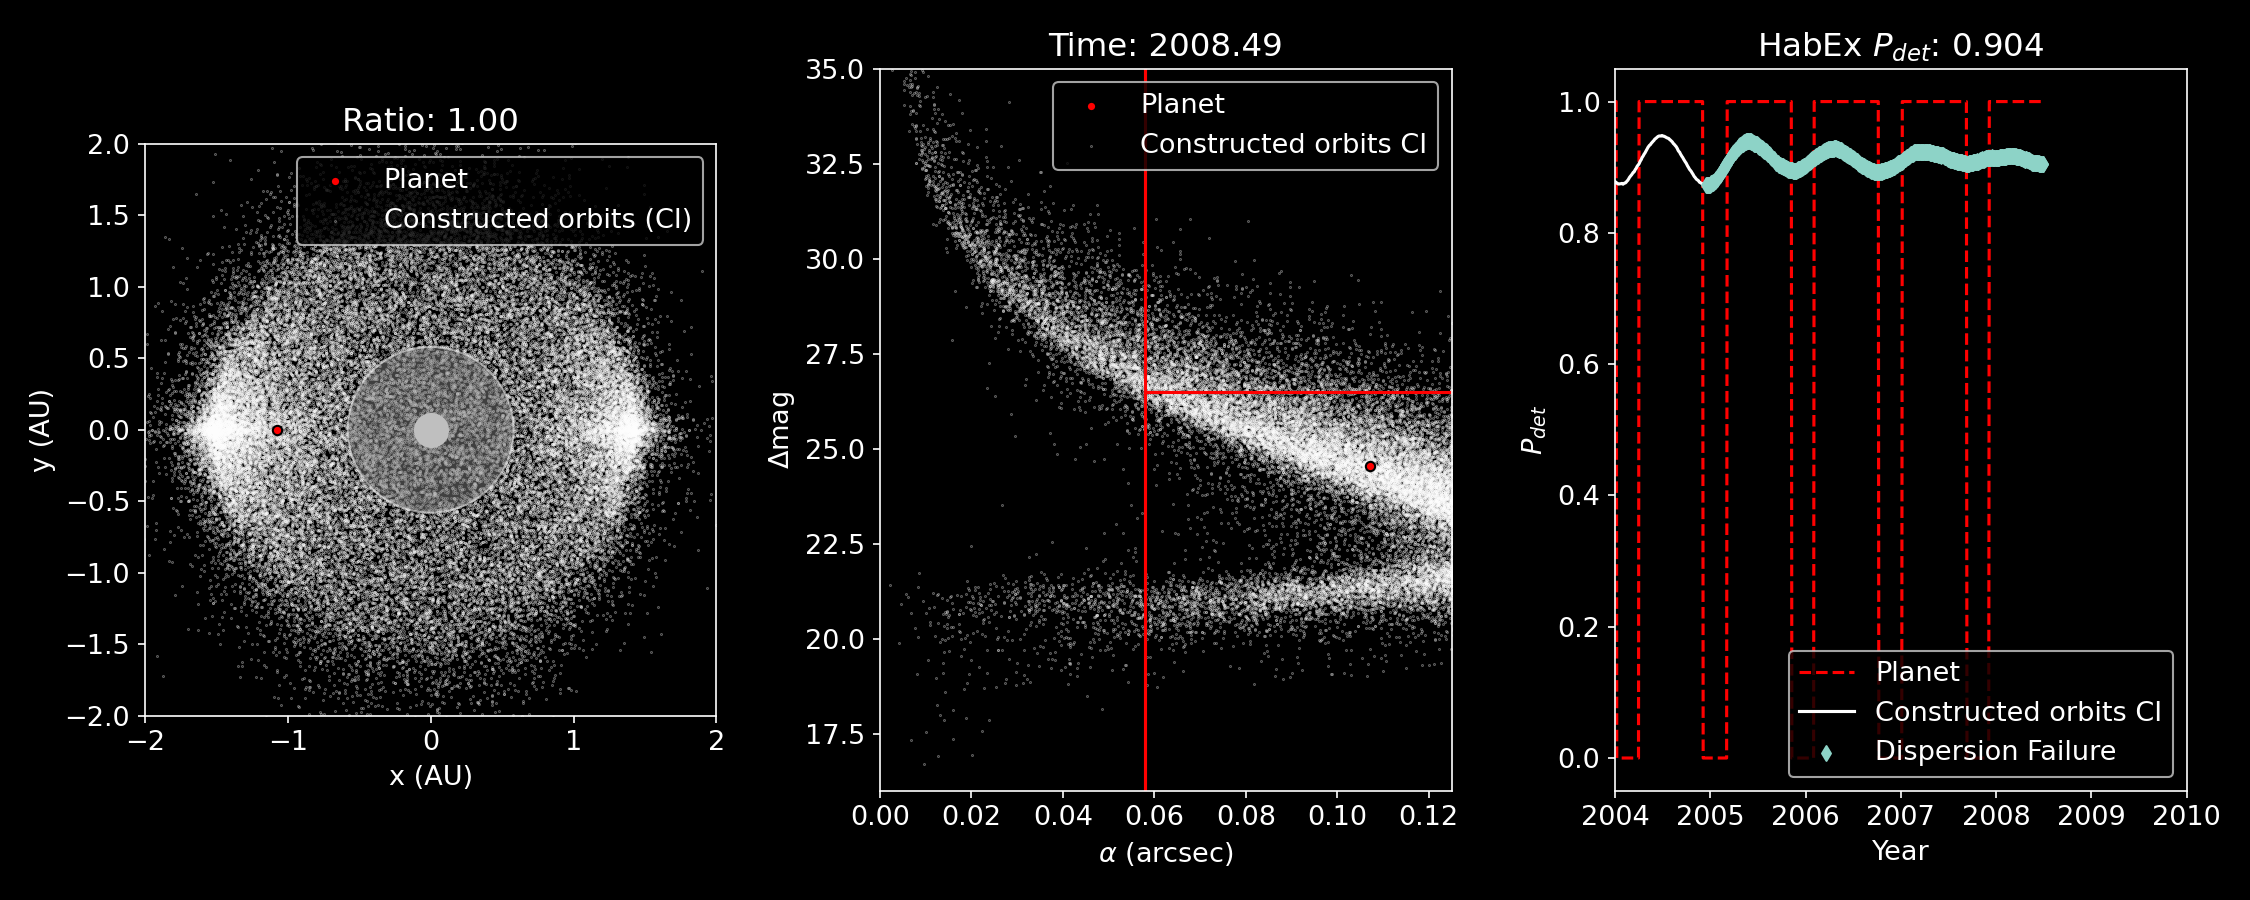 Ratio: 1.00
Planet
Constructed orbits (CI)
2.0
1.5
1.0
0.5
0.0
−0.5
−1.0
−1.5
−2.0
y (AU)
−2 −1 0 1 2
x (AU)
Time: 2008.49
Planet
Constructed orbits CI
35.0
32.5
30.0
27.5
25.0
22.5
20.0
17.5
Δmag
0.00 0.02 0.04 0.06 0.08 0.10 0.12
α (arcsec)
HabEx P_det: 0.904
1.0
0.8
0.6
0.4
0.2
0.0
P_det
Planet
Constructed orbits CI
Dispersion Failure
2004 2005 2006 2007 2008 2009 2010
Year